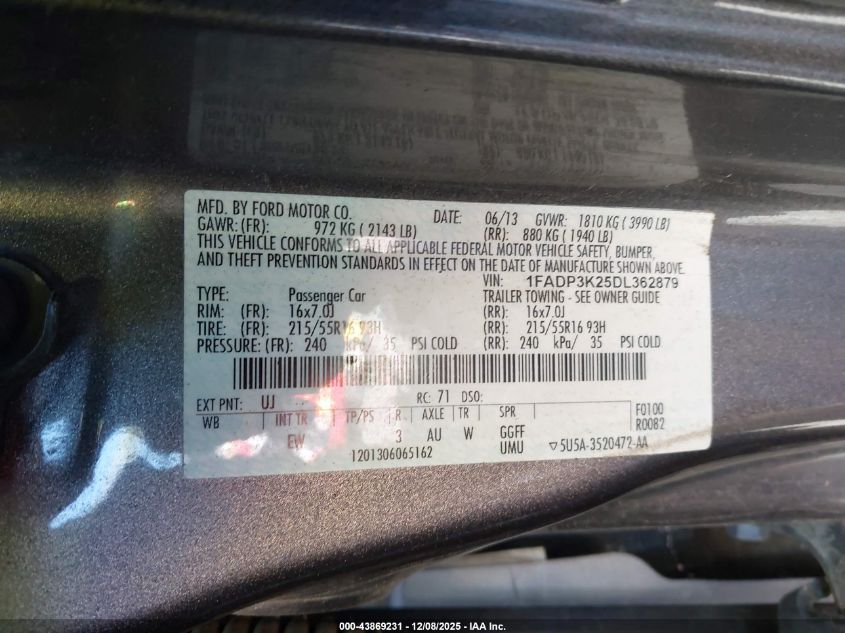 MFD. BY FORD MOTOR CO. DATE: 06/13 GVWR: 1810 KG ( 3990 LB)
GAWR: (FR): 972 KG ( 2143 LB) (RR): 880 KG ( 1940 LB)
THIS VEHICLE CONFORMS TO ALL APPLICABLE FEDERAL MOTOR VEHICLE SAFETY, BUMPER,
AND THEFT PREVENTION STANDARDS IN EFFECT ON THE DATE OF MANUFACTURE SHOWN ABOVE.
VIN: 1FADP3K25DL362879
TYPE: Passenger Car TRAILER TOWING - SEE OWNER GUIDE
RIM: (FR): 16x7.0J (RR): 16x7.0J
TIRE: (FR): 215/55R16 93H (RR): 215/55R16 93H
PRESSURE: (FR): 240 kPa/ 35 PSI COLD (RR): 240 kPa/ 35 PSI COLD
EXT PNT: UJ RC: 71 DSO: F0100
WB INT TR TP/PS R AXLE TR SPR R0082
EW 3 AU W GGFF
UMU ▽5U5A-3520472-AA
1201306065162
000-43869231 - 12/08/2025 - IAA Inc.